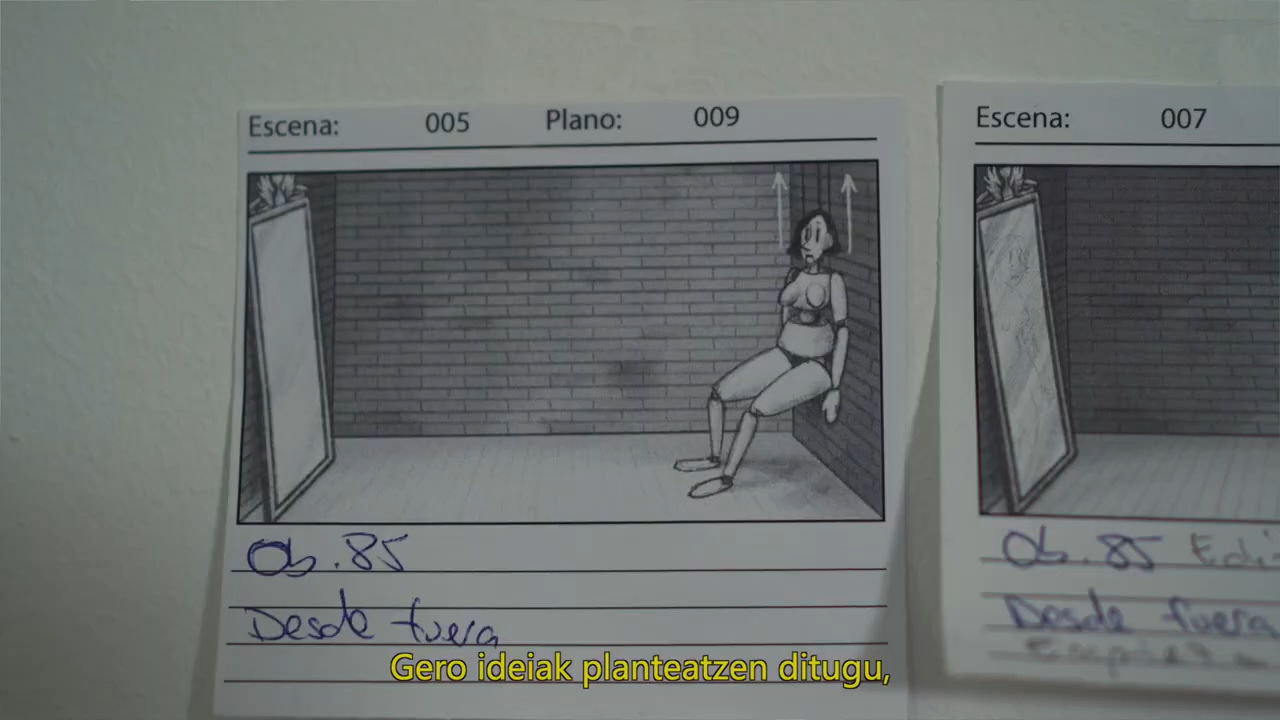 Escena: 005 Plano: 009
Ob. 85
Desde fuera
Escena: 007
Ob. 85
Desde fuera
Gero ideiak planteatzen ditugu,